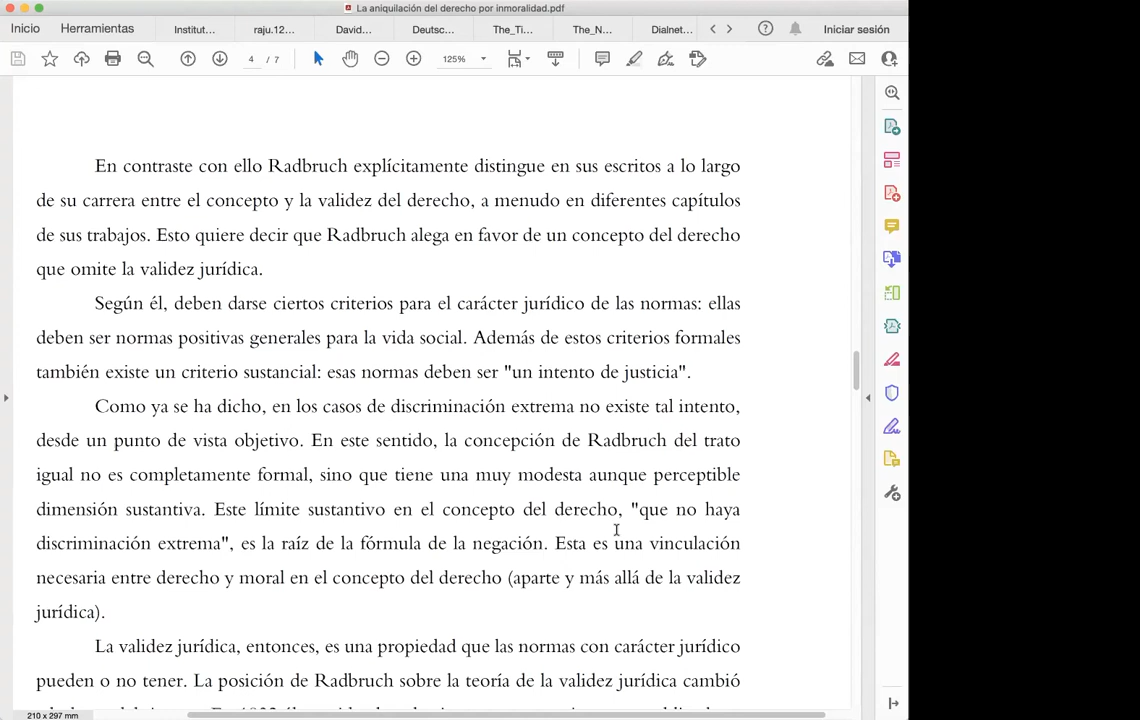 La aniquilación del derecho por inmoralidad.pdf
Inicio Herramientas Institut... raju.12... David... Deutsc... The_Ti... The_N... Dialnet... Iniciar sesión
4 / 7 125%
En contraste con ello Radbruch explícitamente distingue en sus escritos a lo largo
de su carrera entre el concepto y la validez del derecho, a menudo en diferentes capítulos
de sus trabajos. Esto quiere decir que Radbruch alega en favor de un concepto del derecho
que omite la validez jurídica.
Según él, deben darse ciertos criterios para el carácter jurídico de las normas: ellas
deben ser normas positivas generales para la vida social. Además de estos criterios formales
también existe un criterio sustancial: esas normas deben ser "un intento de justicia".
Como ya se ha dicho, en los casos de discriminación extrema no existe tal intento,
desde un punto de vista objetivo. En este sentido, la concepción de Radbruch del trato
igual no es completamente formal, sino que tiene una muy modesta aunque perceptible
dimensión sustantiva. Este límite sustantivo en el concepto del derecho, "que no haya
discriminación extrema", es la raíz de la fórmula de la negación. Esta es una vinculación
necesaria entre derecho y moral en el concepto del derecho (aparte y más allá de la validez
jurídica).
La validez jurídica, entonces, es una propiedad que las normas con carácter jurídico
pueden o no tener. La posición de Radbruch sobre la teoría de la validez jurídica cambió
210 x 297 mm